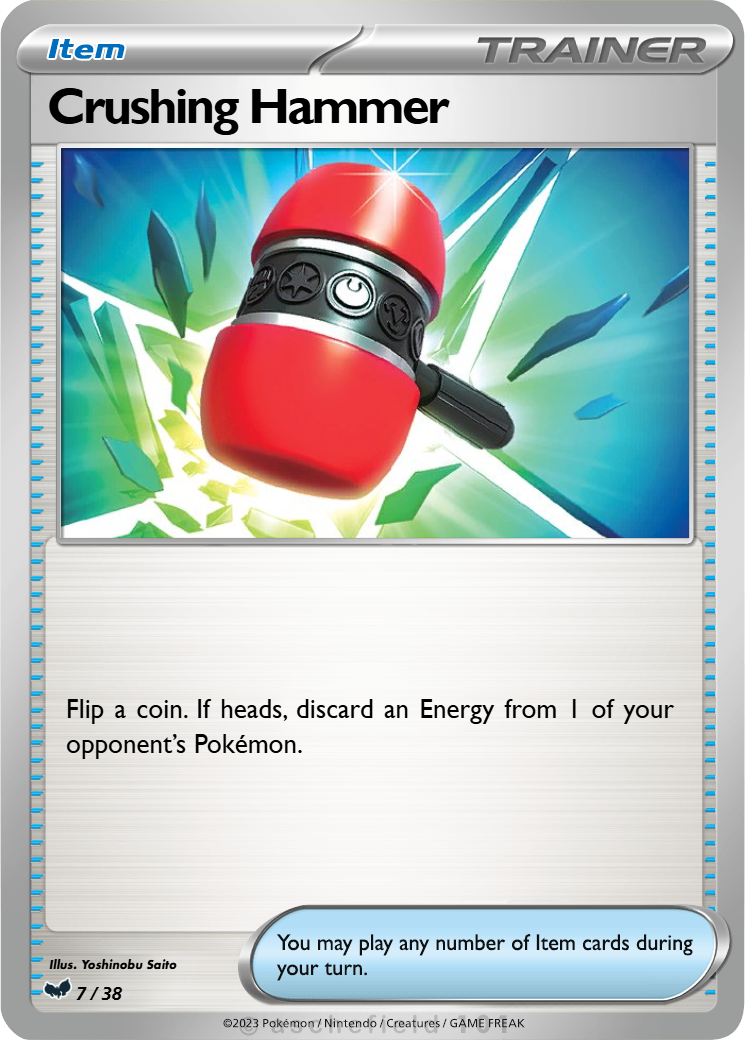 Item
TRAINER
Crushing Hammer
Flip a coin. If heads, discard an Energy from 1 of your
opponent's Pokémon.
You may play any number of Item cards during
your turn.
Illus. Yoshinobu Saito
7 / 38
©2023 Pokémon / Nintendo / Creatures / GAME FREAK